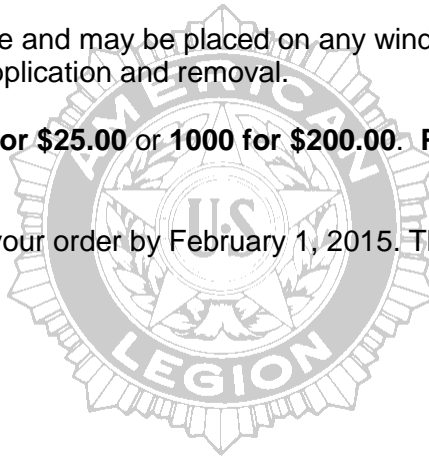 e and may be placed on any wind
oplication and removal.
or $25.00 or 1000 for $200.00. F
your order by February 1, 2015. Th
AMERICAN
U.S
LEGION